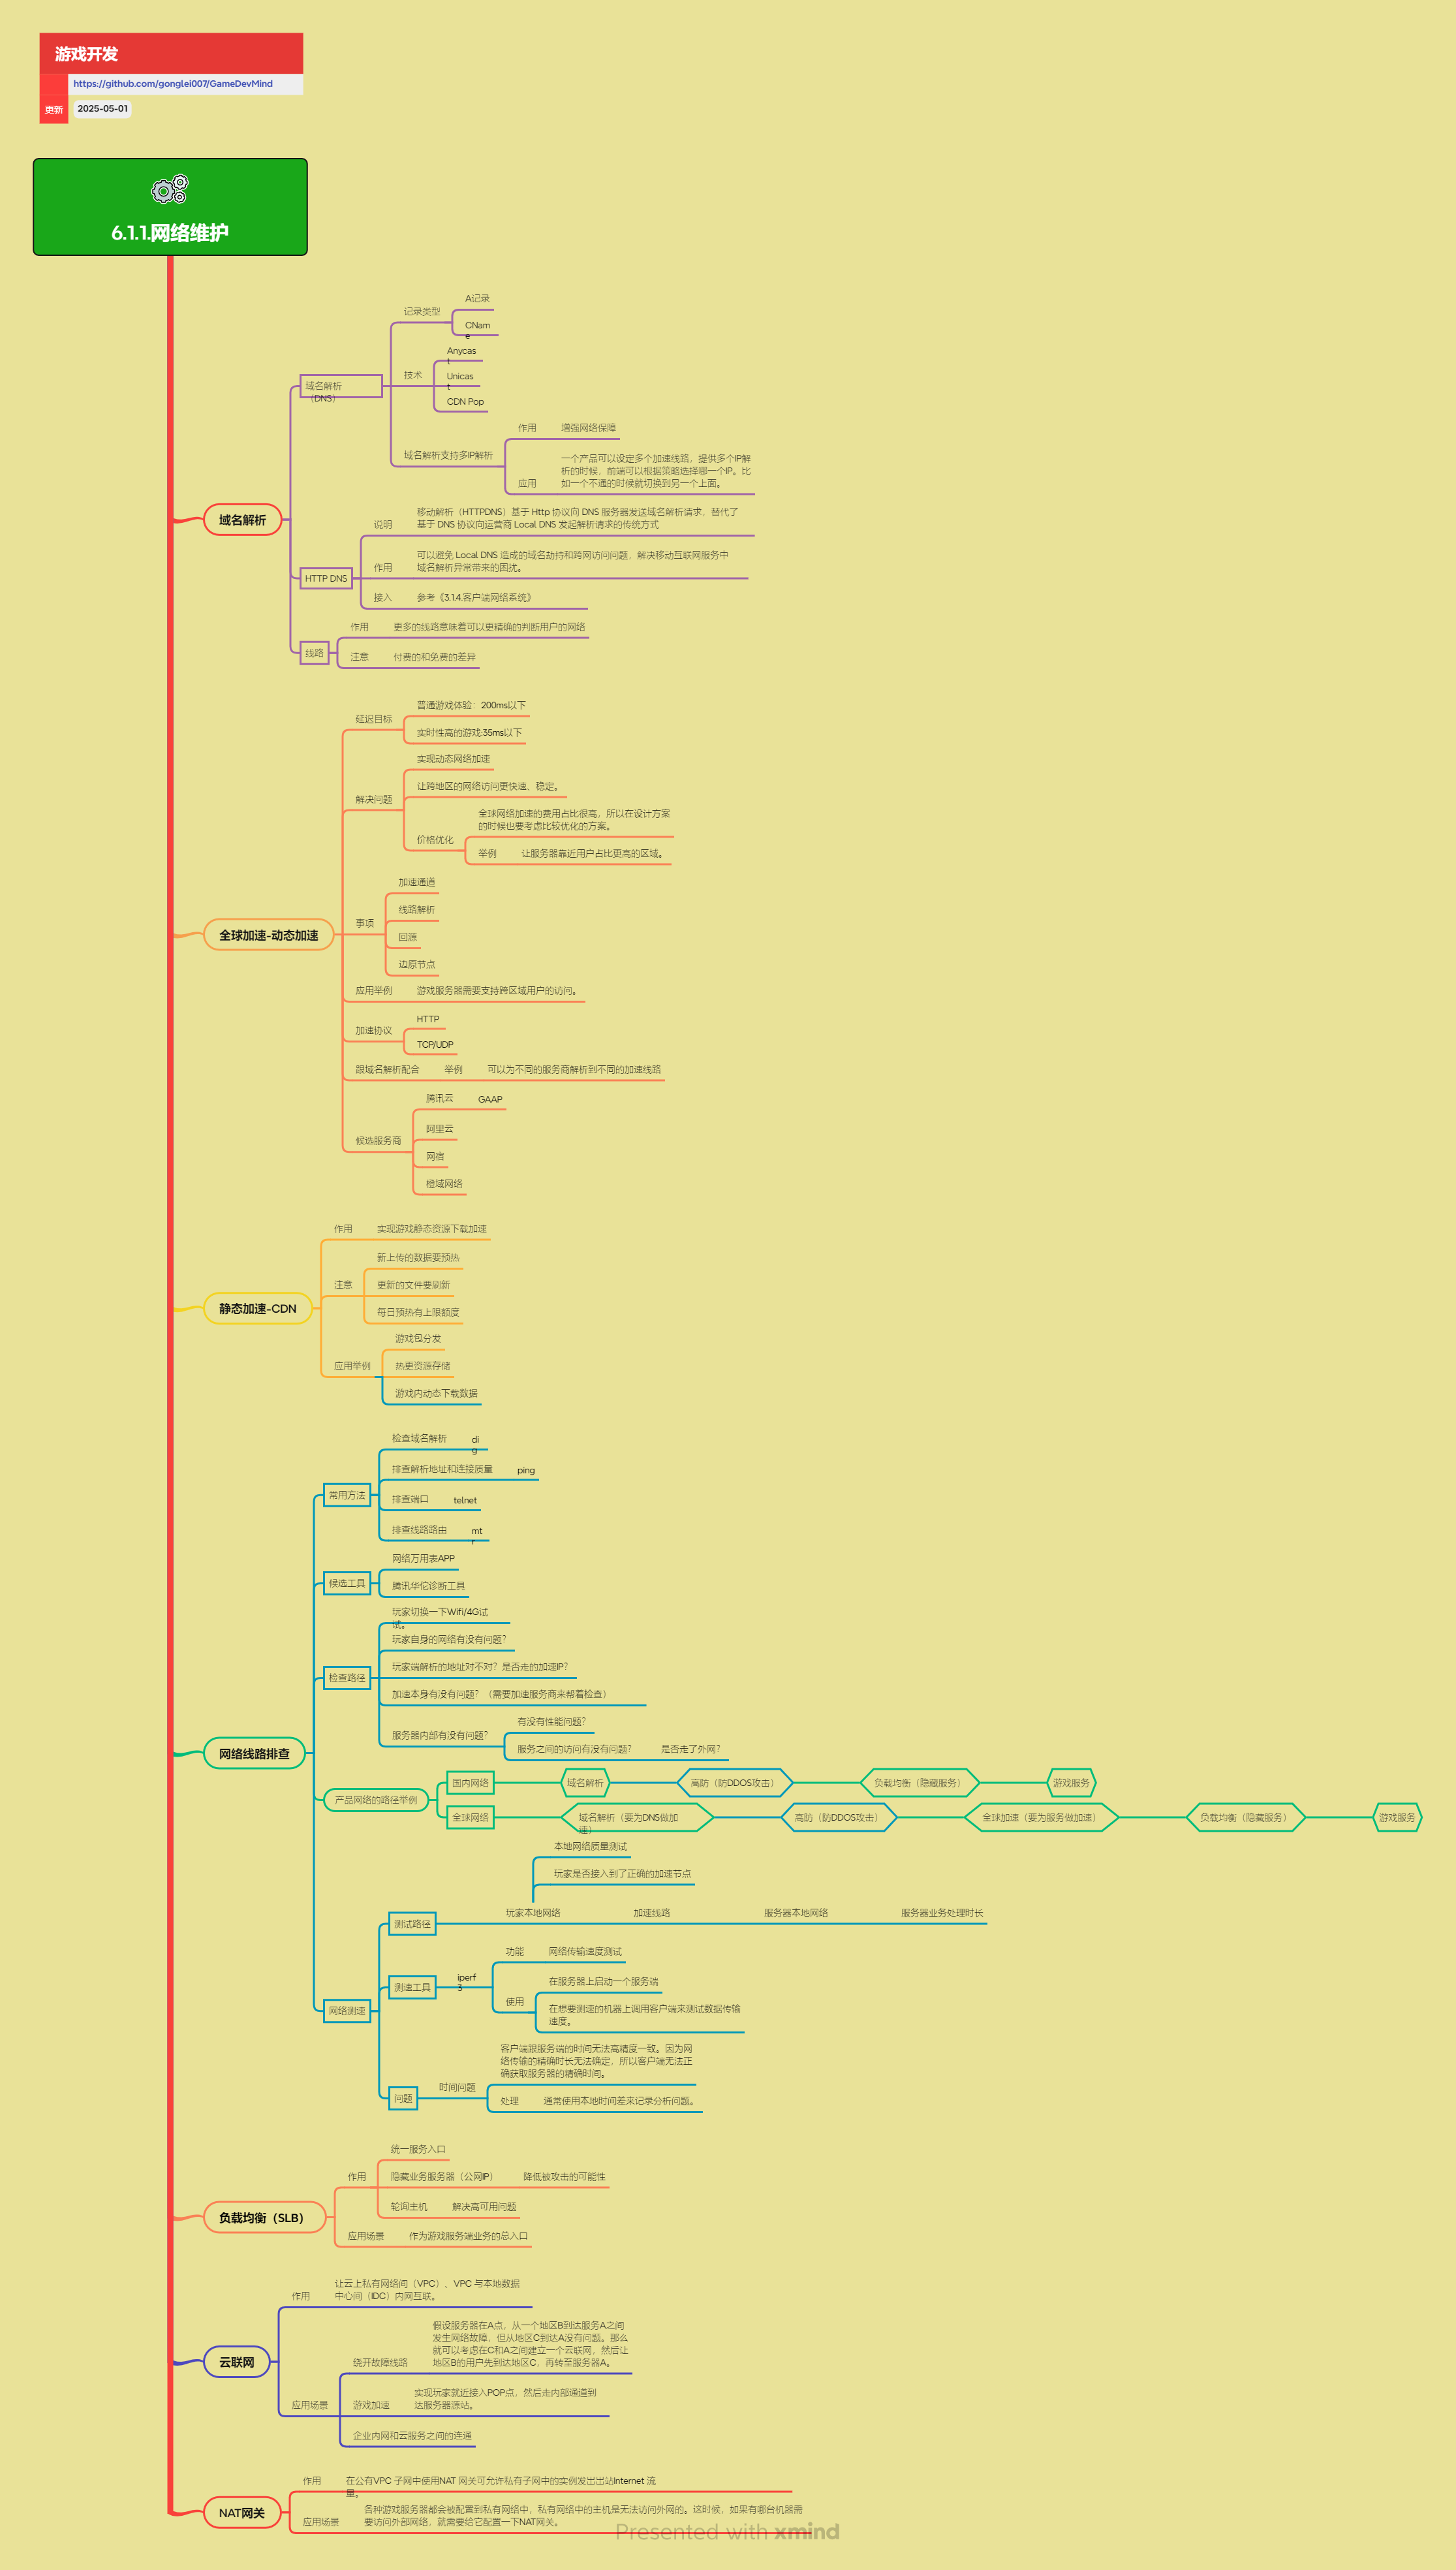 游戏开发
https://github.com/gonglei007/GameDevMind
更新
2025-05-01
6.1.1.网络维护
域名解析
域名解析
（DNS）
记录类型
A记录
CNam
e
技术
Anycas
t
Unicas
t
CDN Pop
域名解析支持多IP解析
作用
增强网络保障
应用
一个产品可以设定多个加速线路，提供多个IP解
析的时候，前端可以根据策略选择哪一个IP。比
如一个不通的时候就切换到另一个上面。
HTTP DNS
说明
移动解析（HTTPDNS）基于 Http 协议向 DNS 服务器发送域名解析请求，替代了
基于 DNS 协议向运营商 Local DNS 发起解析请求的传统方式
作用
可以避免 Local DNS 造成的域名劫持和跨网访问问题，解决移动互联网服务中
域名解析异常带来的困扰。
接入
参考《3.1.4.客户端网络系统》
线路
作用
更多的线路意味着可以更精确的判断用户的网络
注意
付费的和免费的差异
全球加速-动态加速
延迟目标
普通游戏体验：200ms以下
实时性高的游戏:35ms以下
解决问题
实现动态网络加速
让跨地区的网络访问更快速、稳定。
价格优化
全球网络加速的费用占比很高，所以在设计方案
的时候也要考虑比较优化的方案。
举例
让服务器靠近用户占比更高的区域。
事项
加速通道
线路解析
回源
边原节点
应用举例
游戏服务器需要支持跨区域用户的访问。
加速协议
HTTP
TCP/UDP
跟域名解析配合
举例
可以为不同的服务商解析到不同的加速线路
候选服务商
腾讯云
GAAP
阿里云
网宿
橙域网络
静态加速-CDN
作用
实现游戏静态资源下载加速
注意
新上传的数据要预热
更新的文件要刷新
每日预热有上限额度
应用举例
游戏包分发
热更资源存储
游戏内动态下载数据
网络线路排查
常用方法
检查域名解析
di
g
排查解析地址和连接质量
ping
排查端口
telnet
排查线路路由
mt
r
候选工具
网络万用表APP
腾讯华佗诊断工具
检查路径
玩家切换一下Wifi/4G试
试。
玩家自身的网络有没有问题？
玩家端解析的地址对不对？是否走的加速IP？
加速本身有没有问题？（需要加速服务商来帮着检查）
服务器内部有没有问题？
有没有性能问题？
服务之间的访问有没有问题？
是否走了外网？
产品网络的路径举例
国内网络
域名解析
高防（防DDOS攻击）
负载均衡（隐藏服务）
游戏服务
全球网络
域名解析（要为DNS做加
速）
高防（防DDOS攻击）
全球加速（要为服务做加速）
负载均衡（隐藏服务）
游戏服务
网络测速
测试路径
本地网络质量测试
玩家是否接入到了正确的加速节点
玩家本地网络
加速线路
服务器本地网络
服务器业务处理时长
测速工具
iperf
3
功能
网络传输速度测试
使用
在服务器上启动一个服务端
在想要测速的机器上调用客户端来测试数据传输
速度。
问题
时间问题
客户端跟服务端的时间无法高精度一致。因为网
络传输的精确时长无法确定，所以客户端无法正
确获取服务器的精确时间。
处理
通常使用本地时间差来记录分析问题。
负载均衡（SLB）
作用
统一服务入口
隐藏业务服务器（公网IP）
降低被攻击的可能性
轮询主机
解决高可用问题
应用场景
作为游戏服务端业务的总入口
云联网
作用
让云上私有网络间（VPC）、VPC 与本地数据
中心间（IDC）内网互联。
应用场景
绕开故障线路
假设服务器在A点，从一个地区B到达服务A之间
发生网络故障，但从地区C到达A没有问题。那么
就可以考虑在C和A之间建立一个云联网，然后让
地区B的用户先到达地区C，再转至服务器A。
游戏加速
实现玩家就近接入POP点，然后走内部通道到
达服务器源站。
企业内网和云服务之间的连通
NAT网关
作用
在公有VPC 子网中使用NAT 网关可允许私有子网中的实例发出出站Internet 流
量。
应用场景
各种游戏服务器都会被配置到私有网络中，私有网络中的主机是无法访问外网的。这时候，如果有哪台机器需
要访问外部网络，就需要给它配置一下NAT网关。
Presented with xmind